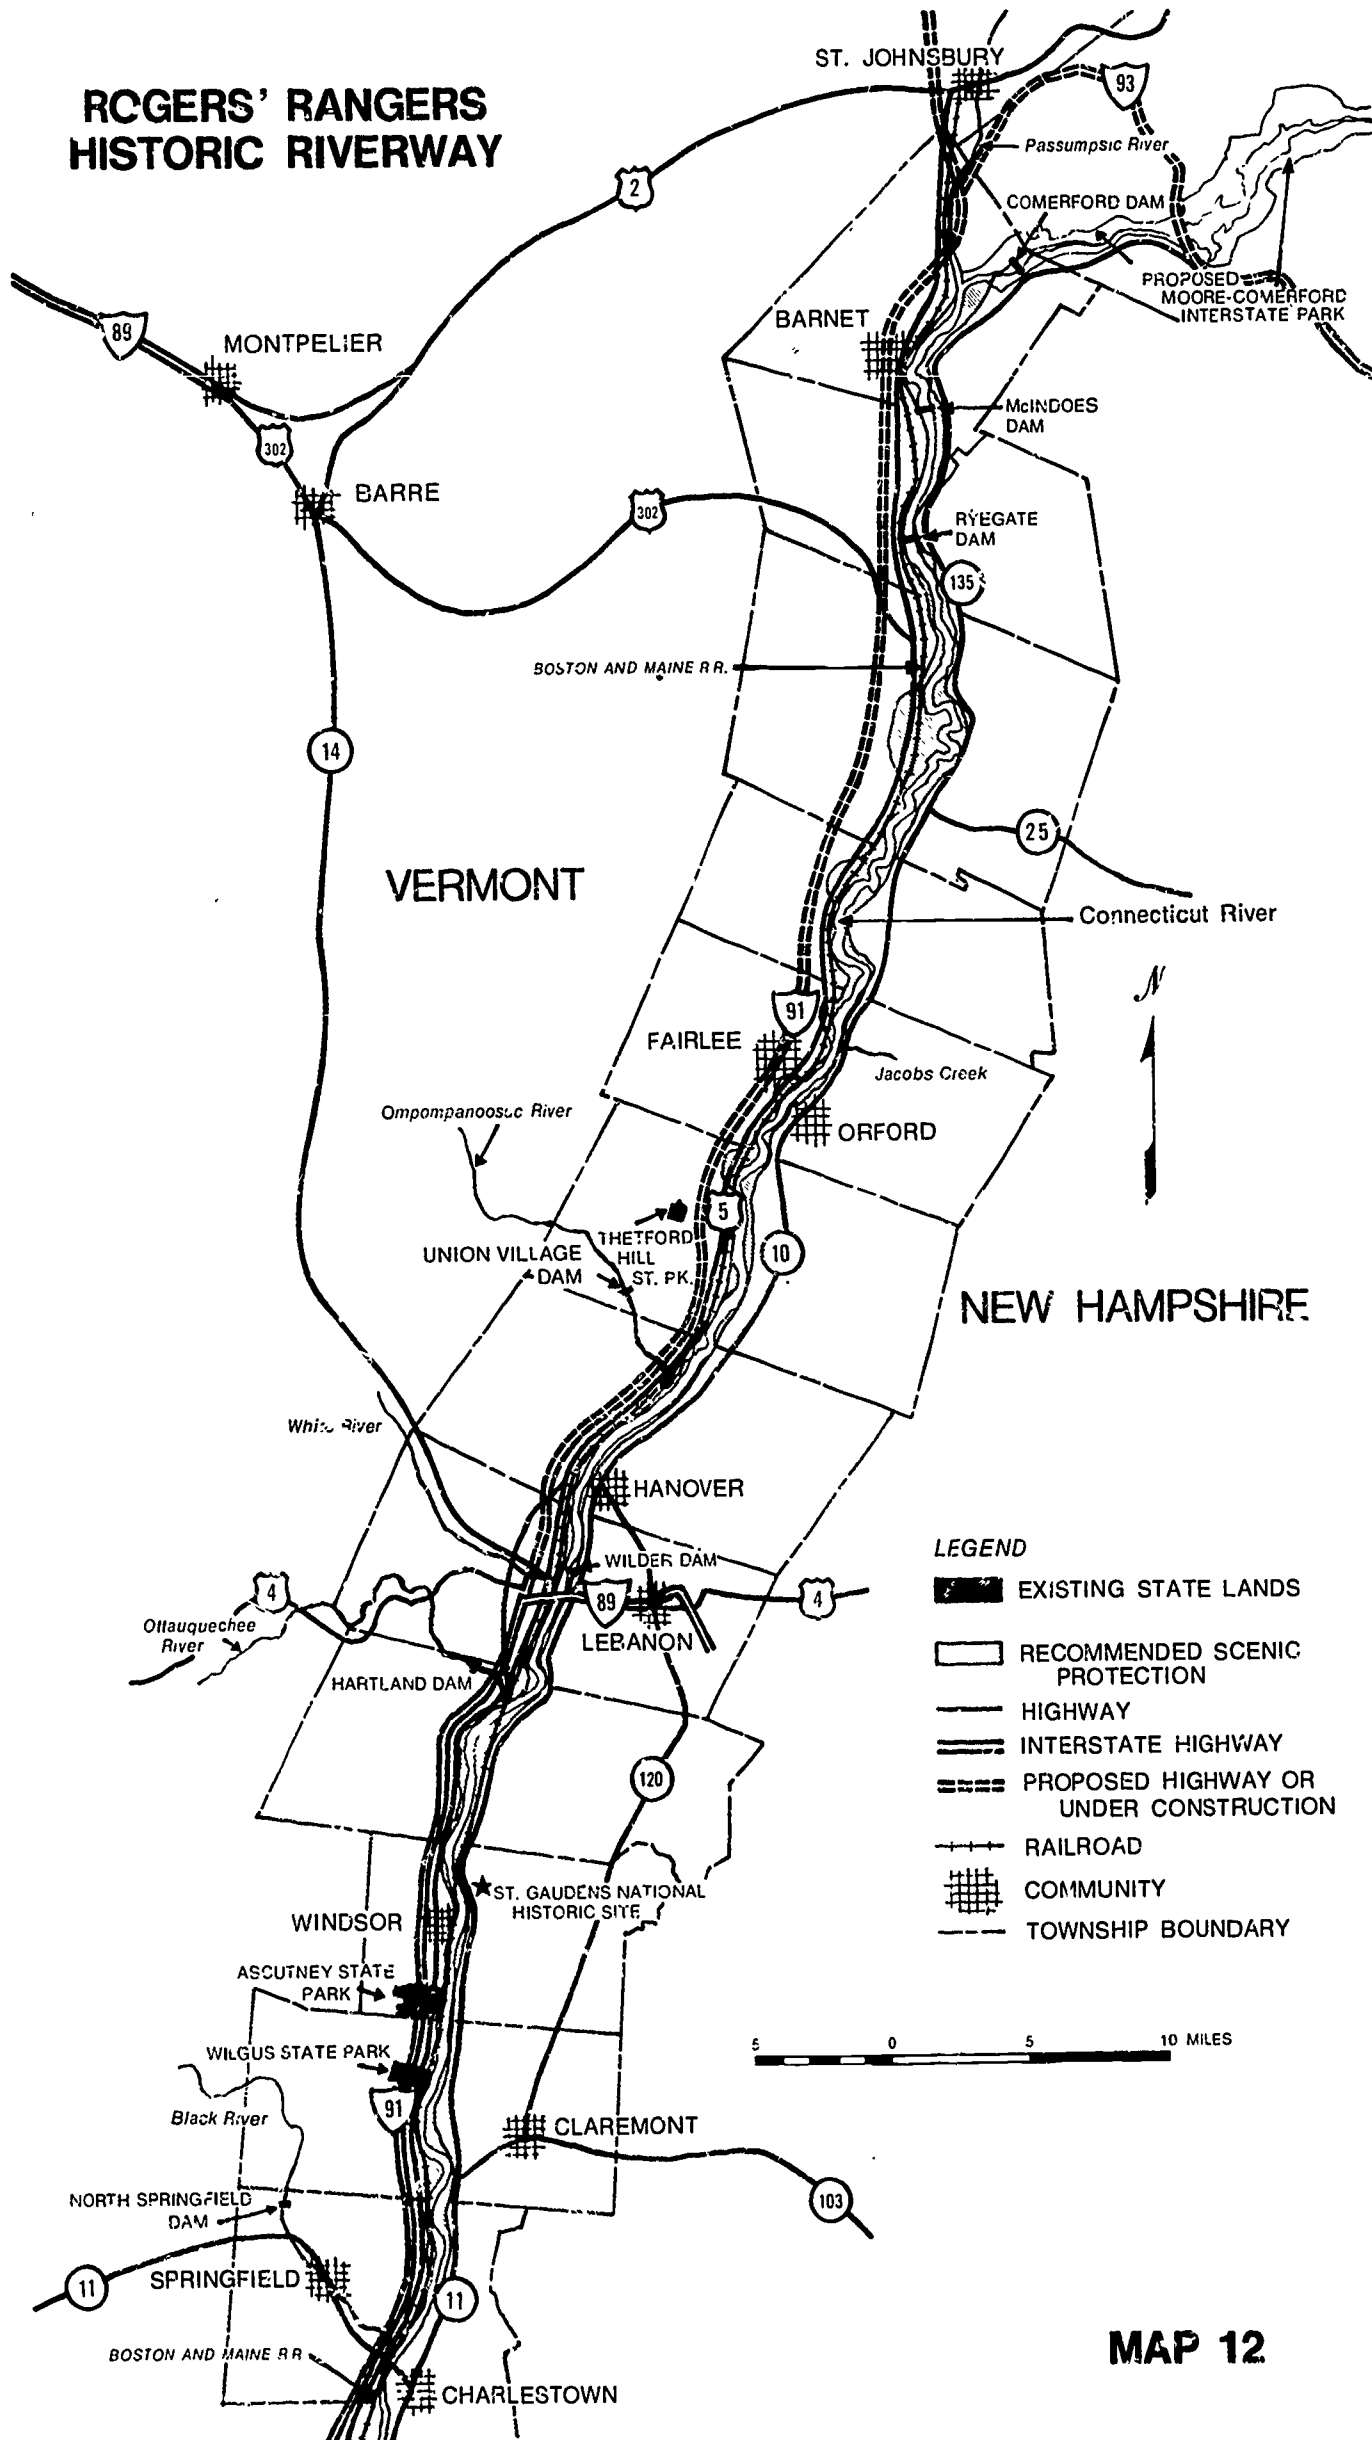 ROGERS' RANGERS
HISTORIC RIVERWAY
ST. JOHNSBURY
93
Passumpsic River
2
COMERFORD DAM
PROPOSED
MOORE-COMERFORD
INTERSTATE PARK
89
MONTPELIER
BARNET
302
McINDOES
DAM
BARRE
302
RYEGATE
DAM
135
BOSTON AND MAINE R.R.
14
25
VERMONT
Connecticut River
N
91
FAIRLEE
Jacobs Creek
Ompompanoosuc River
ORFORD
5
THETFORD
HILL
ST. PK.
UNION VILLAGE
DAM
10
NEW HAMPSHIRE
White River
HANOVER
WILDER DAM
4
89
4
Ottauquechee
River
LEBANON
HARTLAND DAM
120
LEGEND
EXISTING STATE LANDS
RECOMMENDED SCENIC
PROTECTION
HIGHWAY
INTERSTATE HIGHWAY
PROPOSED HIGHWAY OR
UNDER CONSTRUCTION
RAILROAD
COMMUNITY
TOWNSHIP BOUNDARY
ST. GAUDENS NATIONAL
HISTORIC SITE
WINDSOR
ASCUTNEY STATE
PARK
5 0 5 10 MILES
WILGUS STATE PARK
91
Black River
CLAREMONT
103
NORTH SPRINGFIELD
DAM
11
SPRINGFIELD
11
BOSTON AND MAINE R R
CHARLESTOWN
MAP 12